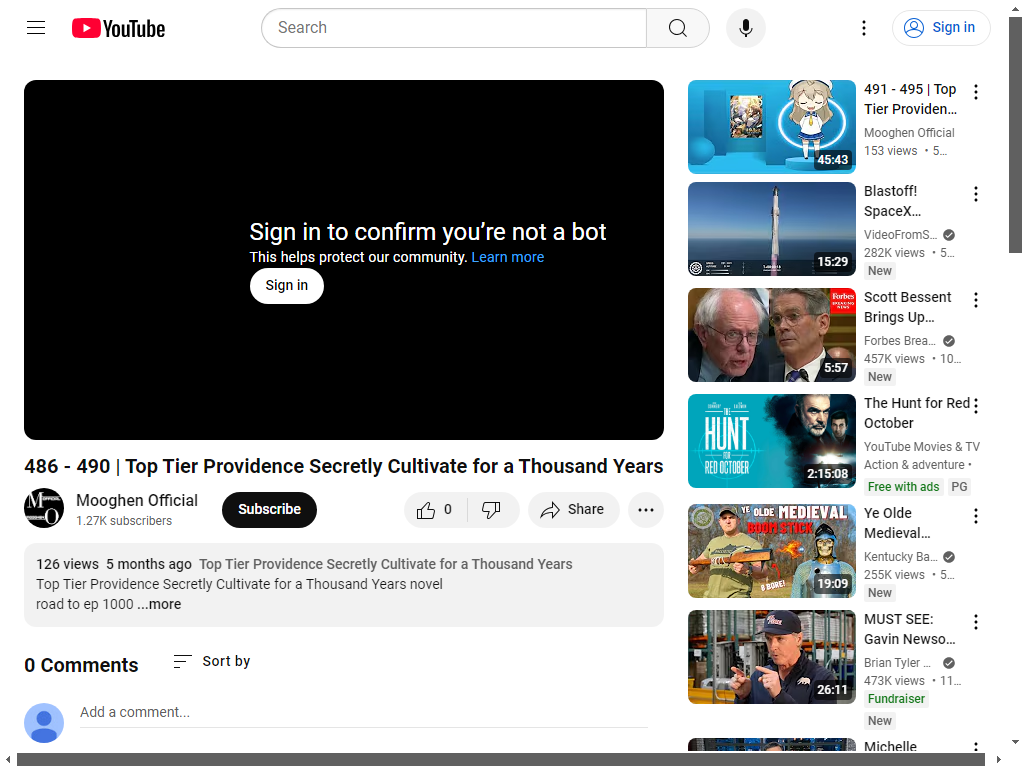 YouTube
Search
Sign in
Sign in to confirm you're not a bot
This helps protect our community. Learn more
Sign in
486 - 490 | Top Tier Providence Secretly Cultivate for a Thousand Years
Mooghen Official
1.27K subscribers
Subscribe
0
Share
126 views 5 months ago Top Tier Providence Secretly Cultivate for a Thousand Years
Top Tier Providence Secretly Cultivate for a Thousand Years novel
road to ep 1000 ...more
0 Comments
Sort by
Add a comment...
45:43
491 - 495 | Top
Tier Providen...
Mooghen Official
153 views • 5...
15:29
Blastoff!
SpaceX...
VideoFromS...
282K views • 5...
New
Forbes
BREAKING
NEWS
5:57
Scott Bessent
Brings Up...
Forbes Brea...
457K views • 10...
New
THE
HUNT
FOR
RED OCTOBER
2:15:08
The Hunt for Red
October
YouTube Movies & TV
Action & adventure •
Free with ads PG
YE OLDE MEDIEVAL
BOOM STICK
8 BORE!
19:09
Ye Olde
Medieval...
Kentucky Ba...
255K views • 5...
New
26:11
MUST SEE:
Gavin Newso...
Brian Tyler ...
473K views • 11...
Fundraiser
New
Michelle